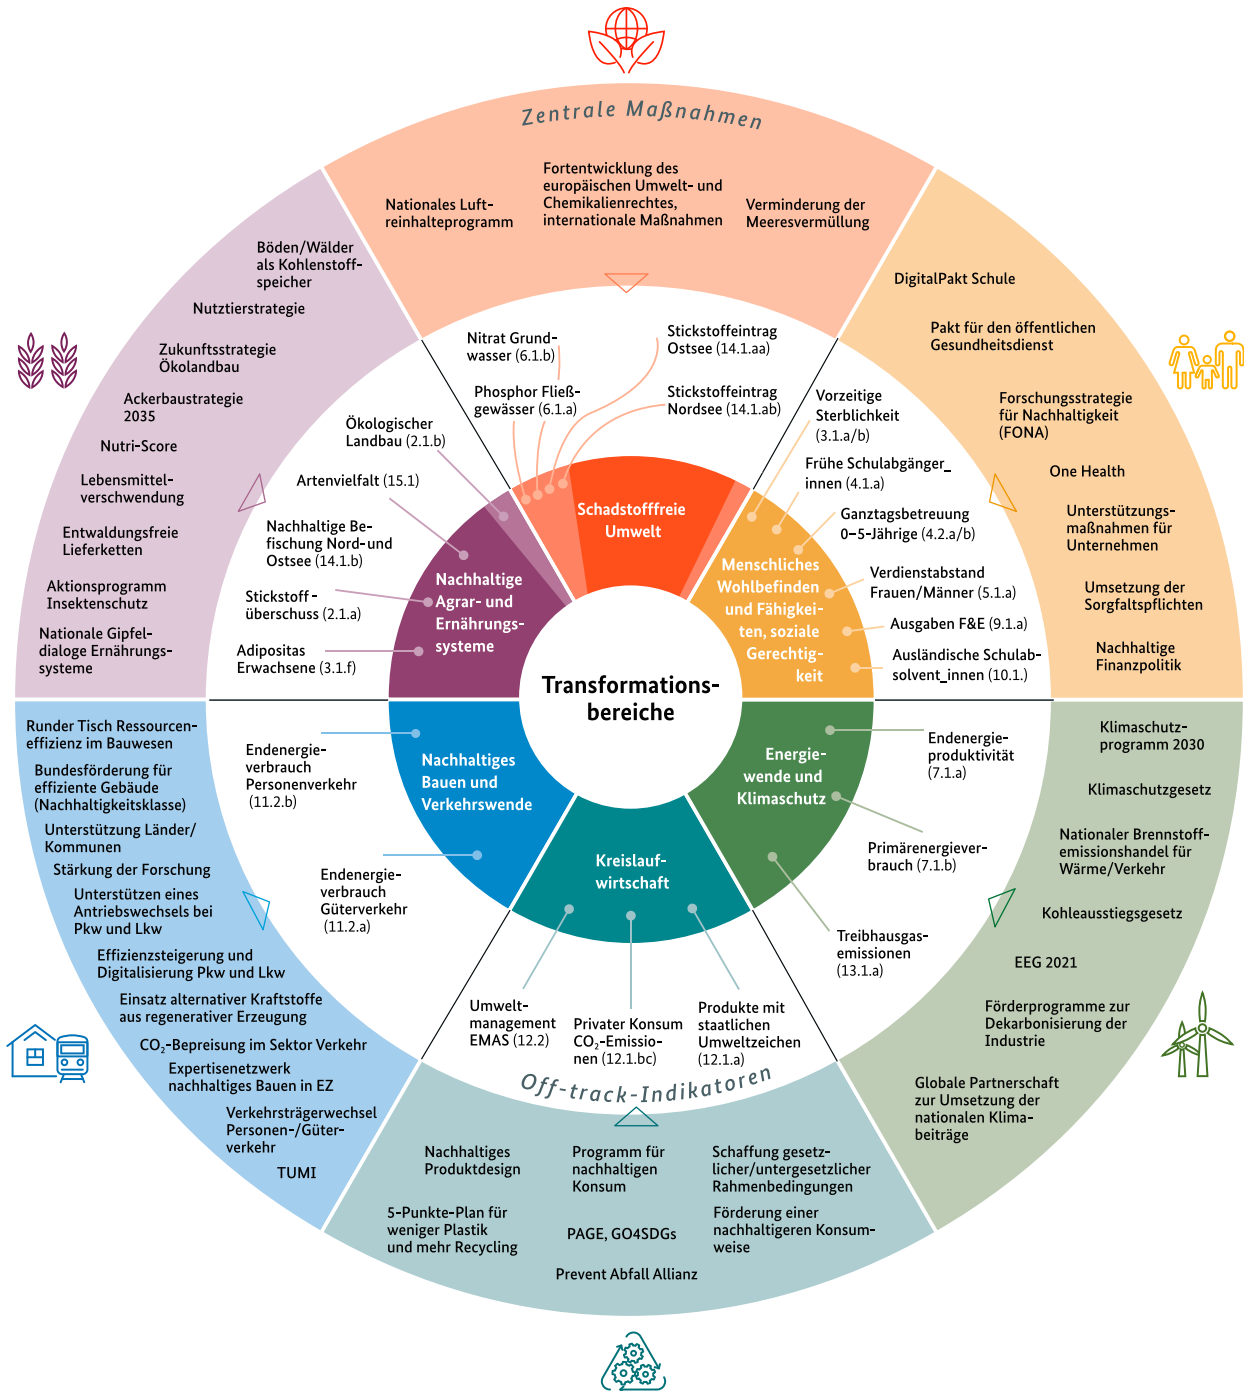 Zentrale Maßnahmen
Nationales Luft-
reinhalteprogramm
Fortentwicklung des
europäischen Umwelt- und
Chemikalienrechtes,
internationale Maßnahmen
Verminderung der
Meeresvermüllung
DigitalPakt Schule
Pakt für den öffentlichen
Gesundheitsdienst
Forschungsstrategie
für Nachhaltigkeit
(FONA)
One Health
Unterstützungs-
maßnahmen für
Unternehmen
Umsetzung der
Sorgfaltspflichten
Nachhaltige
Finanzpolitik
Klimaschutz-
programm 2030
Klimaschutzgesetz
Nationaler Brennstoff-
emissionshandel für
Wärme/Verkehr
Kohleausstiegsgesetz
EEG 2021
Förderprogramme zur
Dekarbonisierung der
Industrie
Globale Partnerschaft
zur Umsetzung der
nationalen Klima-
beiträge
Schaffung gesetz-
licher/untergesetzlicher
Rahmenbedingungen
Förderung einer
nachhaltigeren Konsum-
weise
Programm für
nachhaltigen
Konsum
PAGE, GO4SDGs
Prevent Abfall Allianz
Nachhaltiges
Produktdesign
5-Punkte-Plan für
weniger Plastik
und mehr Recycling
Runder Tisch Ressourcen-
effizienz im Bauwesen
Bundesförderung für
effiziente Gebäude
(Nachhaltigkeitsklasse)
Unterstützung Länder/
Kommunen
Stärkung der Forschung
Unterstützen eines
Antriebswechsels bei
Pkw und Lkw
Effizienzsteigerung und
Digitalisierung Pkw und Lkw
Einsatz alternativer Kraftstoffe
aus regenerativer Erzeugung
CO₂-Bepreisung im Sektor Verkehr
Expertisenetzwerk
nachhaltiges Bauen in EZ
Verkehrsträgerwechsel
Personen-/Güter-
verkehr
TUMI
Böden/Wälder
als Kohlenstoff-
speicher
Nutztierstrategie
Zukunftsstrategie
Ökolandbau
Ackerbaustrategie
2035
Nutri-Score
Lebensmittel-
verschwendung
Entwaldungsfreie
Lieferketten
Aktionsprogramm
Insektenschutz
Nationale Gipfel-
dialoge Ernährungs-
systeme
Nitrat Grund-
wasser (6.1.b)
Phosphor Fließ-
gewässer (6.1.a)
Stickstoffeintrag
Ostsee (14.1.aa)
Stickstoffeintrag
Nordsee (14.1.ab)
Vorzeitige
Sterblichkeit
(3.1.a/b)
Frühe Schulabgänger_
innen (4.1.a)
Ganztagsbetreuung
0–5-Jährige (4.2.a/b)
Verdienstabstand
Frauen/Männer (5.1.a)
Ausgaben F&E (9.1.a)
Ausländische Schulab-
solvent_innen (10.1.)
Endenergie-
produktivität
(7.1.a)
Primärenergiever-
brauch (7.1.b)
Treibhausgas-
emissionen
(13.1.a)
Produkte mit
staatlichen
Umweltzeichen
(12.1.a)
Privater Konsum
CO₂-Emissio-
nen (12.1.bc)
Umwelt-
management
EMAS (12.2)
Off-track-Indikatoren
Endenergie-
verbrauch
Personenverkehr
(11.2.b)
Endenergie-
verbrauch
Güterverkehr
(11.2.a)
Ökologischer
Landbau (2.1.b)
Artenvielfalt (15.1)
Nachhaltige Be-
fischung Nord-und
Ostsee (14.1.b)
Stickstoff-
überschuss (2.1.a)
Adipositas
Erwachsene (3.1.f)
Schadstofffreie
Umwelt
Menschliches
Wohlbefinden
und Fähigkei-
ten, soziale
Gerechtig-
keit
Energie-
wende und
Klimaschutz
Kreislauf-
wirtschaft
Nachhaltiges
Bauen und
Verkehrswende
Nachhaltige
Agrar- und
Ernährungs-
systeme
Transformations-
bereiche